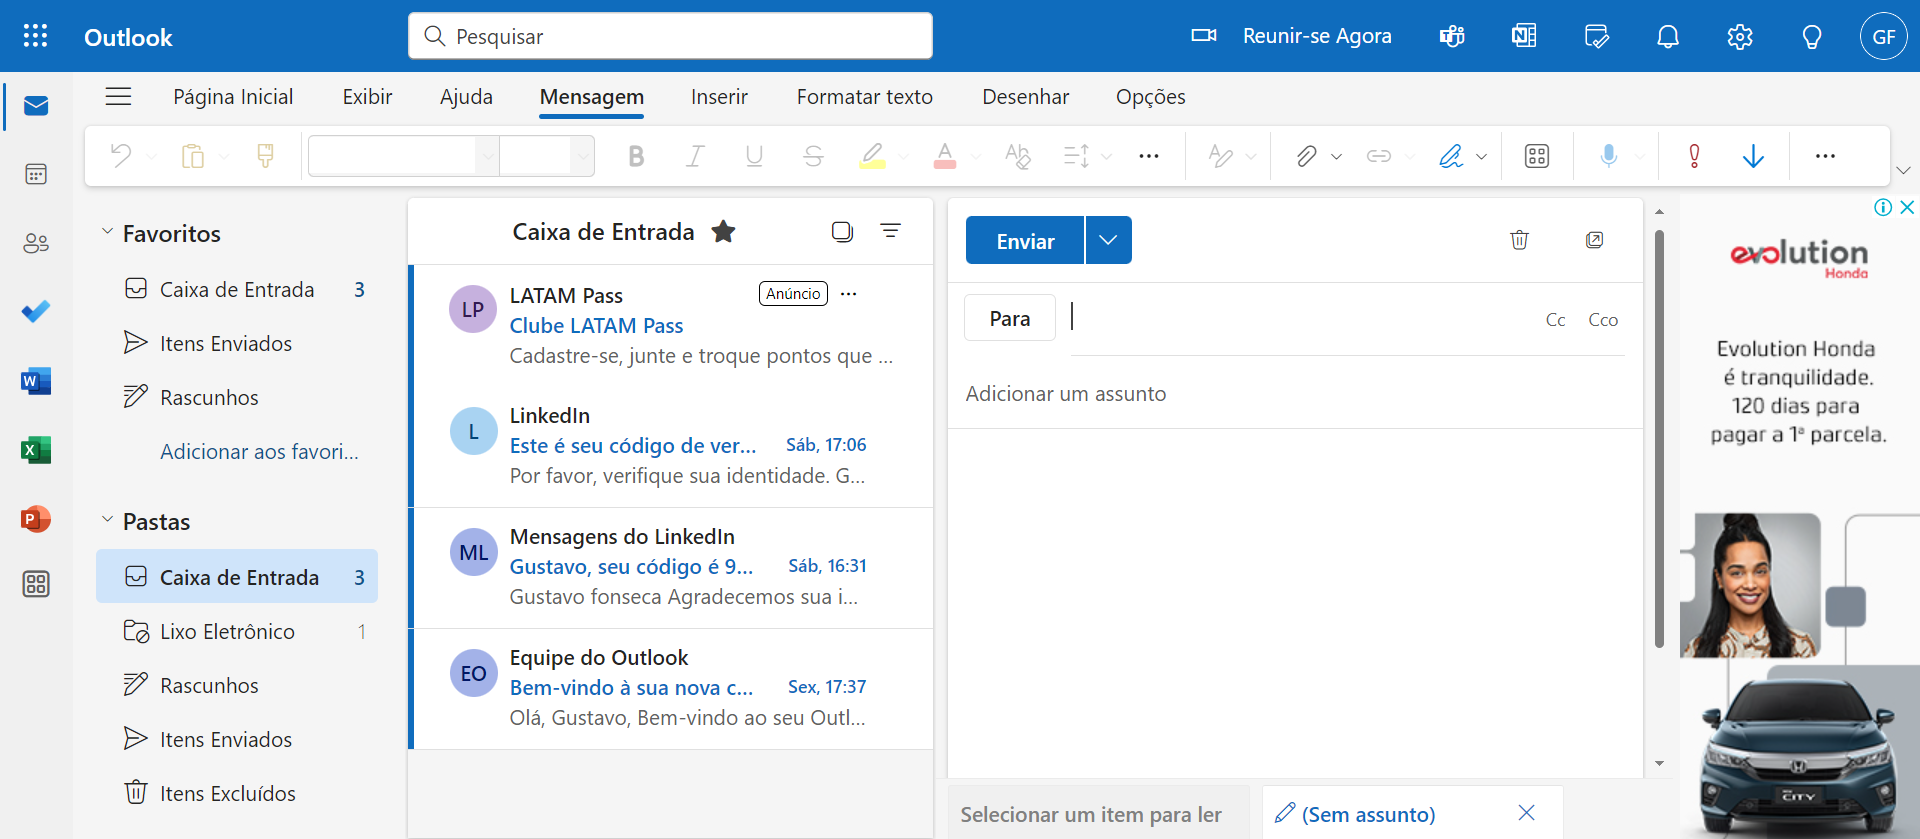 Outlook
Pesquisar
Reunir-se Agora
GF
Página Inicial
Exibir
Ajuda
Mensagem
Inserir
Formatar texto
Desenhar
Opções
Favoritos
Caixa de Entrada 3
Itens Enviados
Rascunhos
Adicionar aos favori...
Pastas
Caixa de Entrada 3
Lixo Eletrônico 1
Rascunhos
Itens Enviados
Itens Excluídos
Caixa de Entrada
LP
LATAM Pass
Anúncio
Clube LATAM Pass
Cadastre-se, junte e troque pontos que ...
L
LinkedIn
Este é seu código de ver... Sáb, 17:06
Por favor, verifique sua identidade. G...
ML
Mensagens do LinkedIn
Gustavo, seu código é 9... Sáb, 16:31
Gustavo fonseca Agradecemos sua i...
EO
Equipe do Outlook
Bem-vindo à sua nova c... Sex, 17:37
Olá, Gustavo, Bem-vindo ao seu Outl...
Enviar
Para
Cc Cco
Adicionar um assunto
Selecionar um item para ler
(Sem assunto)
evolution
Honda
Evolution Honda
é tranquilidade.
120 dias para
pagar a 1ª parcela.
CITY